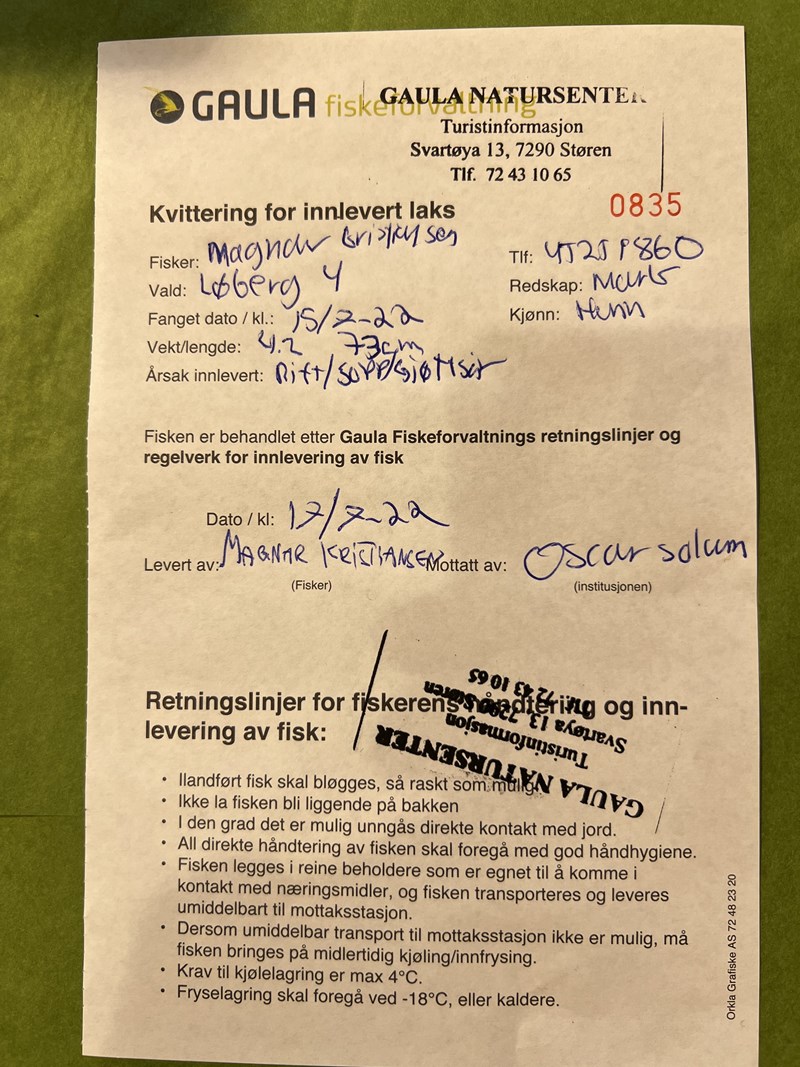 GAULA fiskeforvaltning
GAULA NATURSENTER
Turistinformasjon
Svartøya 13, 7290 Støren
Tlf. 72 43 10 65
0835
Kvittering for innlevert laks
Fisker: Magnar
Tlf:
Vald: Løberg 4
Redskap: Mark
Fanget dato / kl.: 15/7-22
Kjønn: Hunn
Vekt/lengde: 4.2 73cm
Årsak innlevert: Ritt/sopp/
Fisken er behandlet etter Gaula Fiskeforvaltnings retningslinjer og
regelverk for innlevering av fisk
Dato / kl: 17/7-22
Levert av: MAGNAR KRISTIANSEN Mottatt av: Oscar solum
(Fisker) (institusjonen)
Retningslinjer for fiskerens håndtering og inn-
levering av fisk:
GAULA NATURSENTER
Turistinformasjon
Svartøya 13, 7290 Støren
Tlf. 72 43 10 65
• Ilandført fisk skal bløgges, så raskt som mulig.
• Ikke la fisken bli liggende på bakken
• I den grad det er mulig unngås direkte kontakt med jord.
• All direkte håndtering av fisken skal foregå med god håndhygiene.
• Fisken legges i reine beholdere som er egnet til å komme i
kontakt med næringsmidler, og fisken transporteres og leveres
umiddelbart til mottaksstasjon.
• Dersom umiddelbar transport til mottaksstasjon ikke er mulig, må
fisken bringes på midlertidig kjøling/innfrysing.
• Krav til kjølelagring er max 4°C.
• Fryselagring skal foregå ved -18°C, eller kaldere.
Orkla Grafiske AS 72 48 23 20